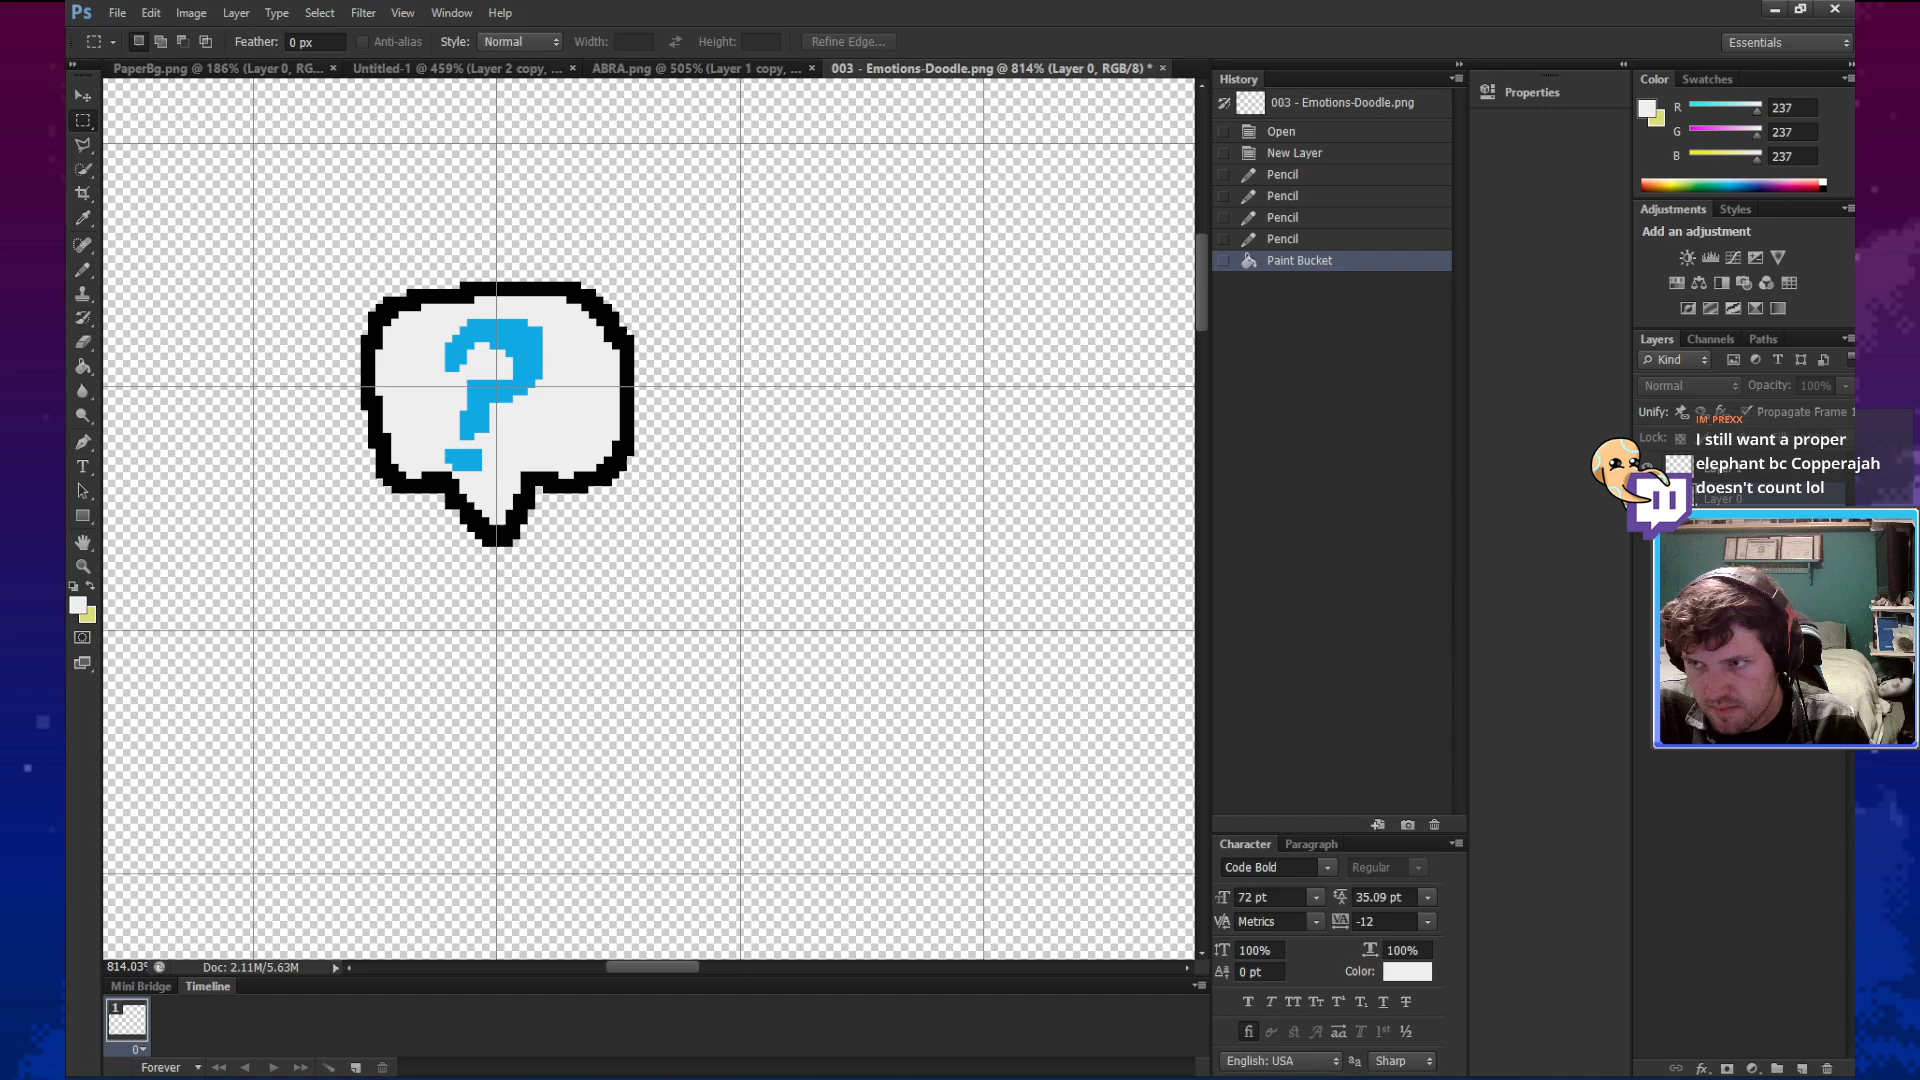 Ps File Edit Image Layer Type Select Filter View Window Help
Feather: 0 px Anti-alias Style: Normal Width: Height: Refine Edge... Essentials
PaperBg.png @ 186% (Layer 0, RG... × Untitled-1 @ 459% (Layer 2 copy, ... × ABRA.png @ 505% (Layer 1 copy, ... × 003 - Emotions-Doodle.png @ 814% (Layer 0, RGB/8) * ×
History
003 - Emotions-Doodle.png
Open
New Layer
Pencil
Pencil
Pencil
Pencil
Paint Bucket
Properties
Color Swatches
R 237
G 237
B 237
Adjustments Styles
Add an adjustment
Layers Channels Paths
Kind
Normal Opacity: 100%
Unify: Propagate Frame 1
Lock:
IM_PREXX
I still want a proper
elephant bc Copperajah
doesn't count lol
Layer 0
?
Character Paragraph
Code Bold Regular
72 pt 35.09 pt
Metrics -12
100% 100%
0 pt Color:
English: USA Sharp
814.03% Doc: 2.11M/5.63M
Mini Bridge Timeline
1
0
Forever